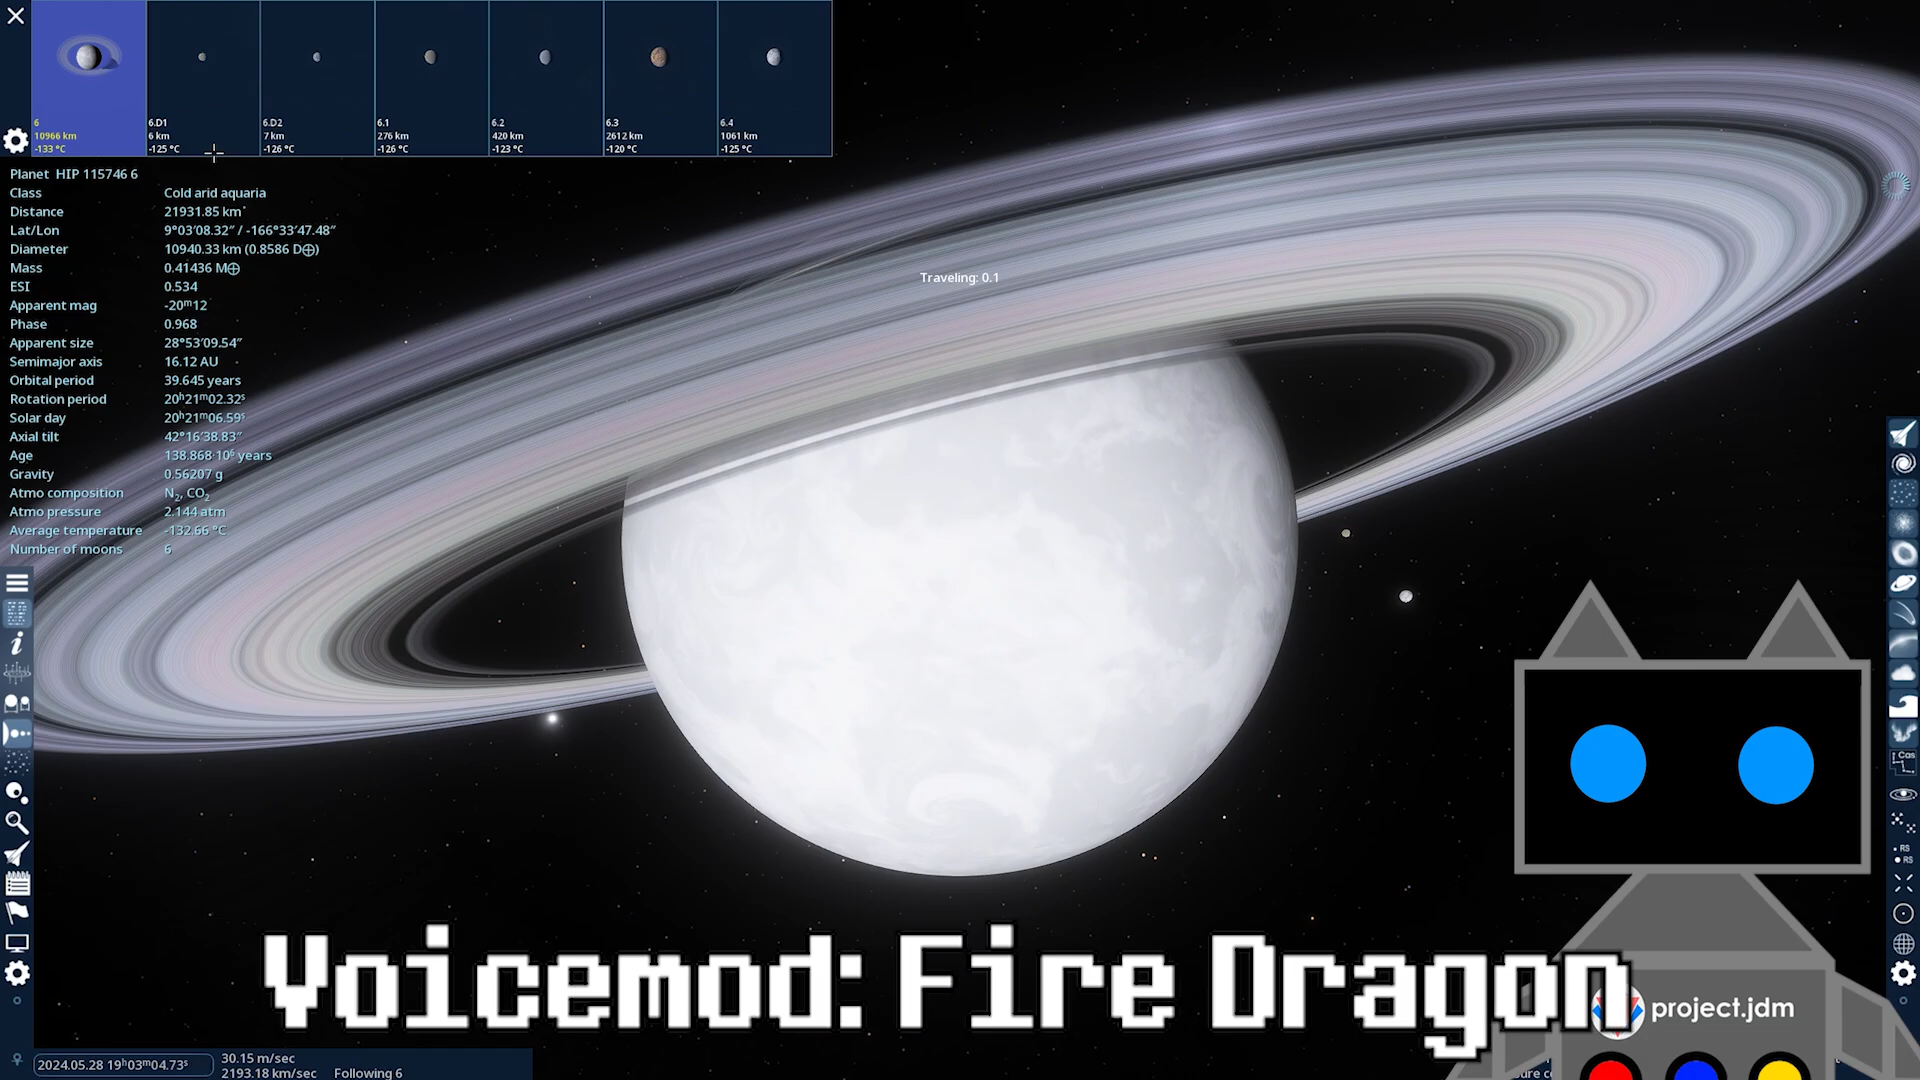 6
10966 km
-133 °C
6.D1
6 km
-125 °C
6.D2
7 km
-126 °C
6.1
276 km
-126 °C
6.2
420 km
-123 °C
6.3
2612 km
-120 °C
6.4
1061 km
-125 °C
Planet HIP 115746 6
Class Cold arid aquaria
Distance 21931.85 km
Lat/Lon 9°03′08.32″ / -166°33′47.48″
Diameter 10940.33 km (0.8586 D⊕)
Mass 0.41436 M⊕
ESI 0.534
Apparent mag -20ᵐ12
Phase 0.968
Apparent size 28°53′09.54″
Semimajor axis 16.12 AU
Orbital period 39.645 years
Rotation period 20ʰ21ᵐ02.32ˢ
Solar day 20ʰ21ᵐ06.59ˢ
Axial tilt 42°16′38.83″
Age 138.868·10⁶ years
Gravity 0.56207 g
Atmo composition N₂, CO₂
Atmo pressure 2.144 atm
Average temperature -132.66 °C
Number of moons 6
Traveling: 0.1
Cas
RS
RS
Voicemod: Fire Dragon
project.jdm
2024.05.28 19ʰ03ᵐ04.73ˢ
30.15 m/sec
2193.18 km/sec Following 6